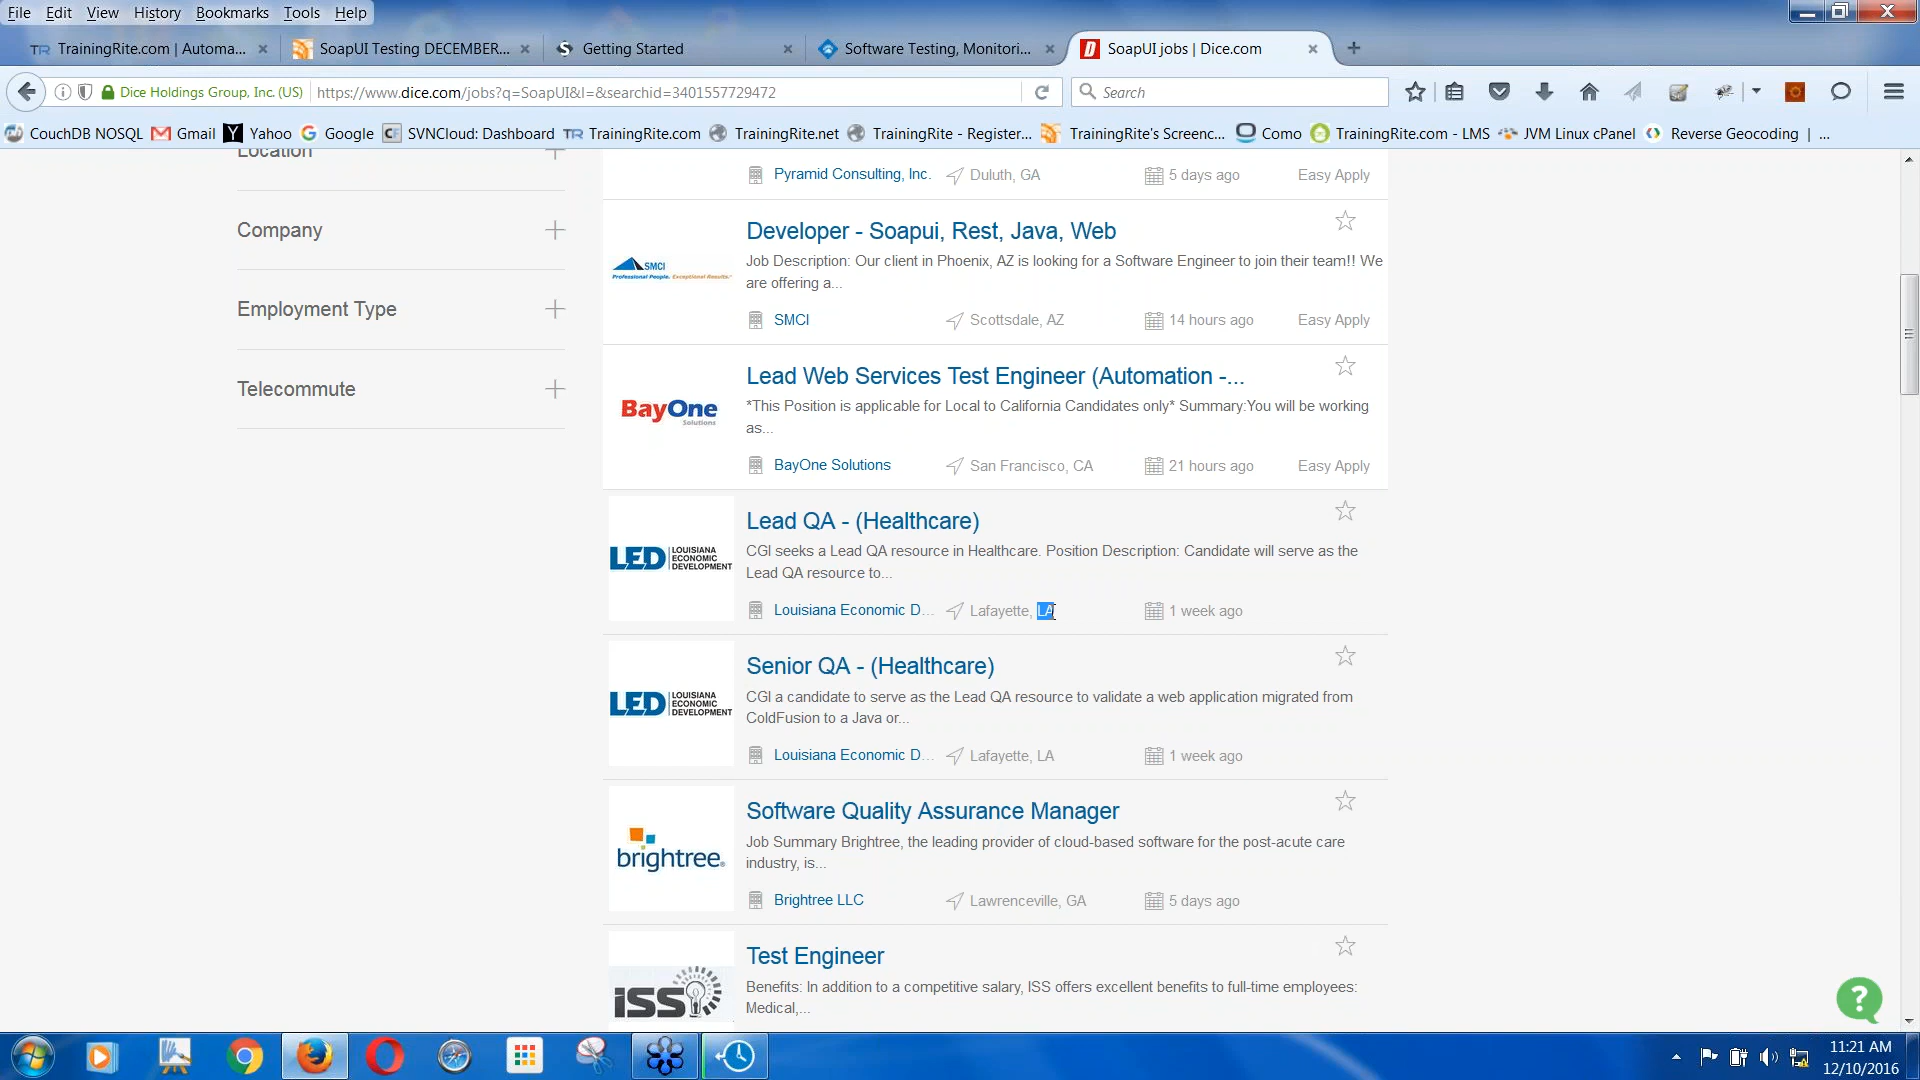 File Edit View History Bookmarks Tools Help
TrainingRite.com | Automa... SoapUI Testing DECEMBER... Getting Started Software Testing, Monitori... SoapUI jobs | Dice.com
Dice Holdings Group, Inc. (US) https://www.dice.com/jobs?q=SoapUI&l=&searchid=3401557729472 Search
CouchDB NOSQL Gmail Yahoo Google SVNCloud: Dashboard TrainingRite.com TrainingRite.net TrainingRite - Register... TrainingRite's Screenc... Como TrainingRite.com - LMS JVM Linux cPanel Reverse Geocoding | ...
Location
Company
Employment Type
Telecommute
Pyramid Consulting, Inc. Duluth, GA 5 days ago Easy Apply
SMCI
Professional People. Exceptional Results.
Developer - Soapui, Rest, Java, Web
Job Description: Our client in Phoenix, AZ is looking for a Software Engineer to join their team!! We
are offering a...
SMCI Scottsdale, AZ 14 hours ago Easy Apply
BayOne
Solutions
Lead Web Services Test Engineer (Automation -...
*This Position is applicable for Local to California Candidates only* Summary:You will be working
as...
BayOne Solutions San Francisco, CA 21 hours ago Easy Apply
LED LOUISIANA
ECONOMIC
DEVELOPMENT
Lead QA - (Healthcare)
CGI seeks a Lead QA resource in Healthcare. Position Description: Candidate will serve as the
Lead QA resource to...
Louisiana Economic D... Lafayette, LA 1 week ago
LED LOUISIANA
ECONOMIC
DEVELOPMENT
Senior QA - (Healthcare)
CGI a candidate to serve as the Lead QA resource to validate a web application migrated from
ColdFusion to a Java or...
Louisiana Economic D... Lafayette, LA 1 week ago
brightree
Software Quality Assurance Manager
Job Summary Brightree, the leading provider of cloud-based software for the post-acute care
industry, is...
Brightree LLC Lawrenceville, GA 5 days ago
ISS
Test Engineer
Benefits: In addition to a competitive salary, ISS offers excellent benefits to full-time employees:
Medical,...
11:21 AM
12/10/2016